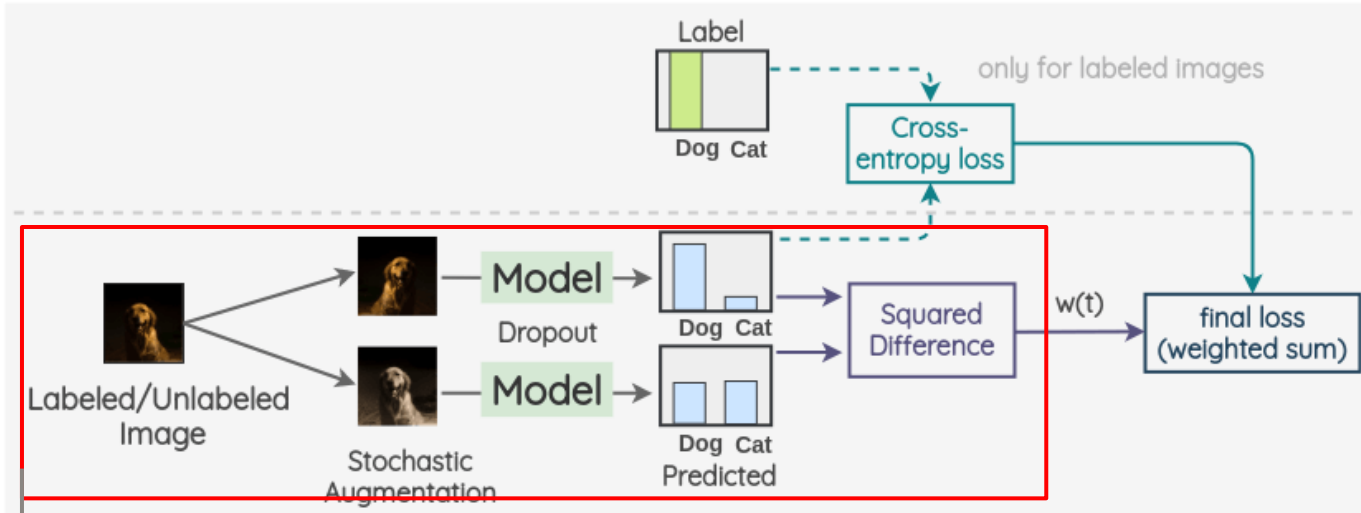 Label
only for labeled images
Dog Cat
Cross-
entropy loss
Model
Dropout
Dog Cat
Squared
Difference
w(t)
final loss
(weighted sum)
Labeled/Unlabeled
Image
Model
Dog Cat
Stochastic
Augmentation
Predicted